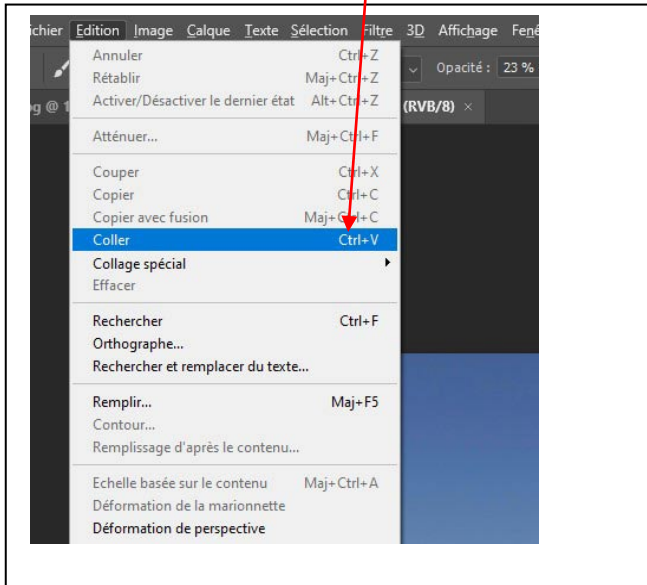 ichier Edition Image Calque Texte Sélection Filtre 3D Affichage Fené
Opacité : 23 %
og @ 1 (RVB/8) ×
Annuler Ctrl+Z
Rétablir Maj+Ctrl+Z
Activer/Désactiver le dernier état Alt+Ctrl+Z
Atténuer... Maj+Ctrl+F
Couper Ctrl+X
Copier Ctrl+C
Copier avec fusion Maj+Ctrl+C
Coller Ctrl+V
Collage spécial
Effacer
Rechercher Ctrl+F
Orthographe...
Rechercher et remplacer du texte...
Remplir... Maj+F5
Contour...
Remplissage d'après le contenu...
Echelle basée sur le contenu Maj+Ctrl+A
Déformation de la marionnette
Déformation de perspective